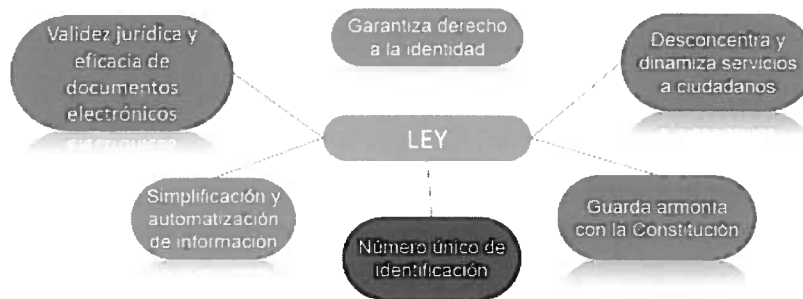 Validez jurídica y
eficacia de
documentos
electrónicos
Garantiza derecho
a la identidad
Desconcentra y
dinamiza servicios
a ciudadanos
LEY
Simplificación y
automatización
de información
Número único de
identificación
Guarda armonía
con la Constitución